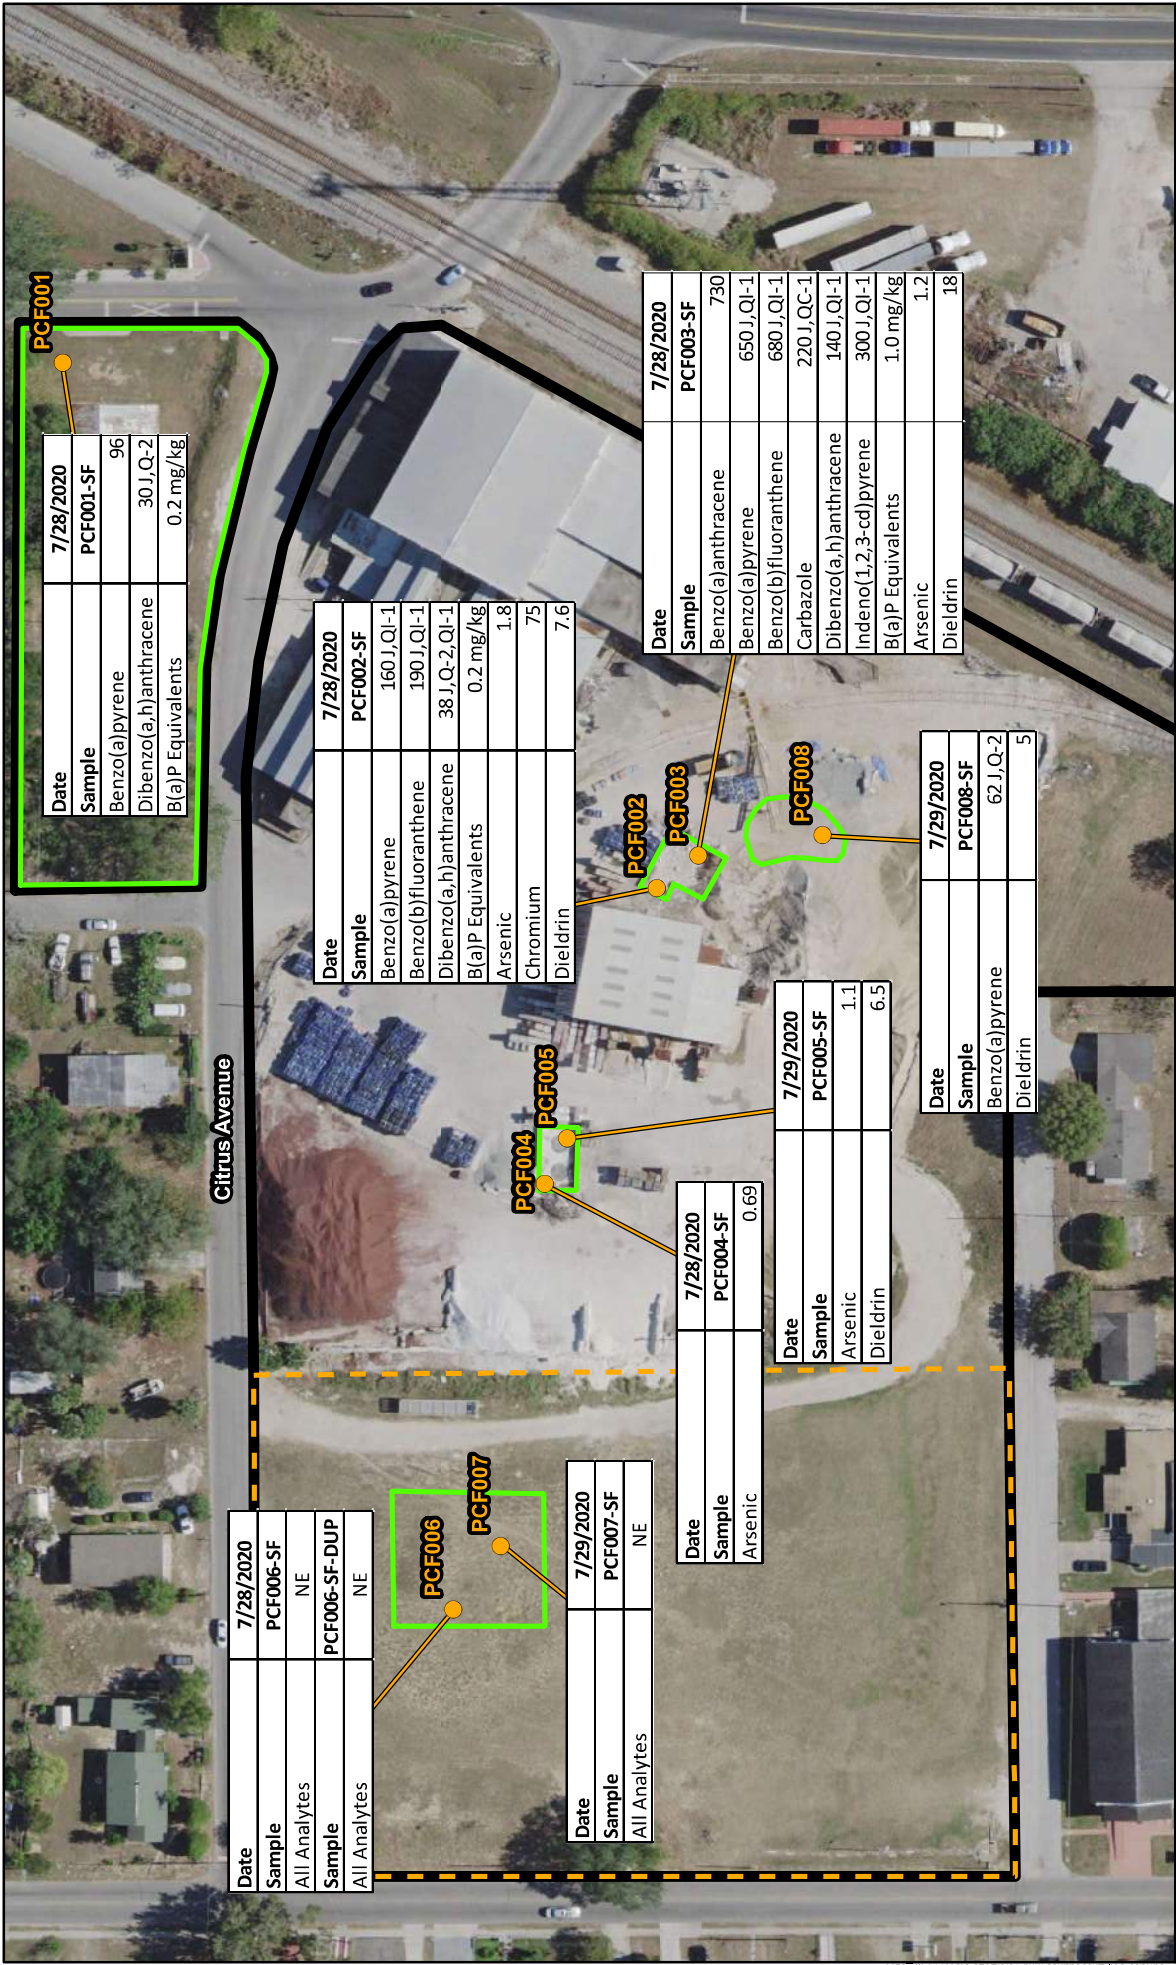 PCF001
Date 7/28/2020
Sample PCF001-SF
Benzo(a)pyrene 96
Dibenzo(a,h)anthracene 30 J,Q-2
B(a)P Equivalents 0.2 mg/kg
Citrus Avenue
Date 7/28/2020
Sample PCF006-SF
All Analytes NE
Sample PCF006-SF-DUP
All Analytes NE
PCF006
PCF007
Date 7/29/2020
Sample PCF007-SF
All Analytes NE
Date 7/28/2020
Sample PCF002-SF
Benzo(a)pyrene 160 J,QI-1
Benzo(b)fluoranthene 190 J,QI-1
Dibenzo(a,h)anthracene 38 J,Q-2,QI-1
B(a)P Equivalents 0.2 mg/kg
Arsenic 1.8
Chromium 75
Dieldrin 7.6
PCF004
PCF005
PCF002
PCF003
PCF008
Date 7/28/2020
Sample PCF003-SF
Benzo(a)anthracene 730
Benzo(a)pyrene 650 J,QI-1
Benzo(b)fluoranthene 680 J,QI-1
Carbazole 220 J,QC-1
Dibenzo(a,h)anthracene 140 J,QI-1
Indeno(1,2,3-cd)pyrene 300 J,QI-1
B(a)P Equivalents 1.0 mg/kg
Arsenic 1.2
Dieldrin 18
Date 7/28/2020
Sample PCF004-SF
Arsenic 0.69
Date 7/29/2020
Sample PCF005-SF
Arsenic 1.1
Dieldrin 6.5
Date 7/29/2020
Sample PCF008-SF
Benzo(a)pyrene 62 J,Q-2
Dieldrin 5